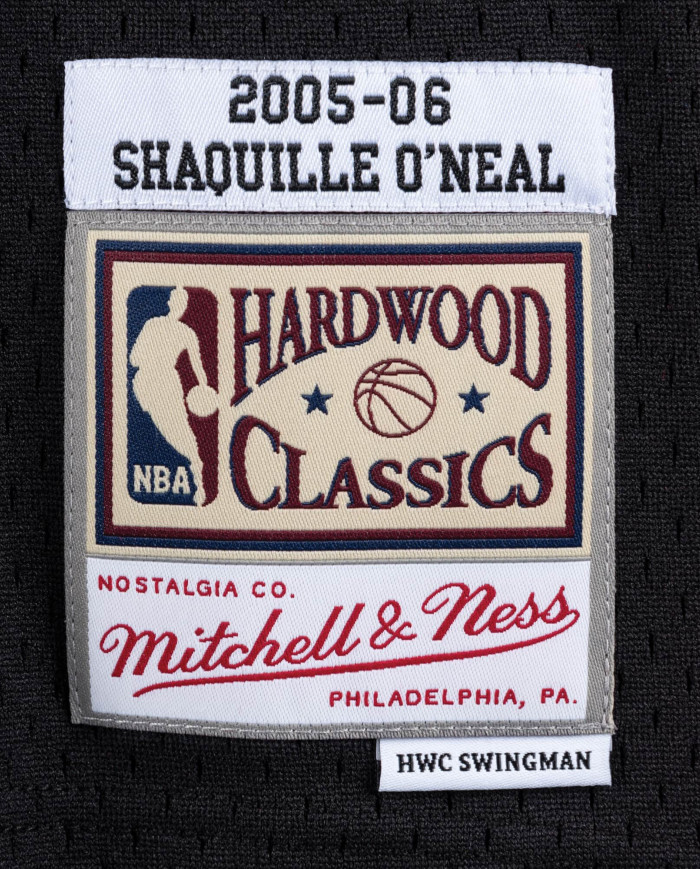 2005-06
SHAQUILLE O'NEAL
HARDWOOD
NBA
CLASSICS
NOSTALGIA CO.
Mitchell & Ness
PHILADELPHIA, PA.
HWC SWINGMAN